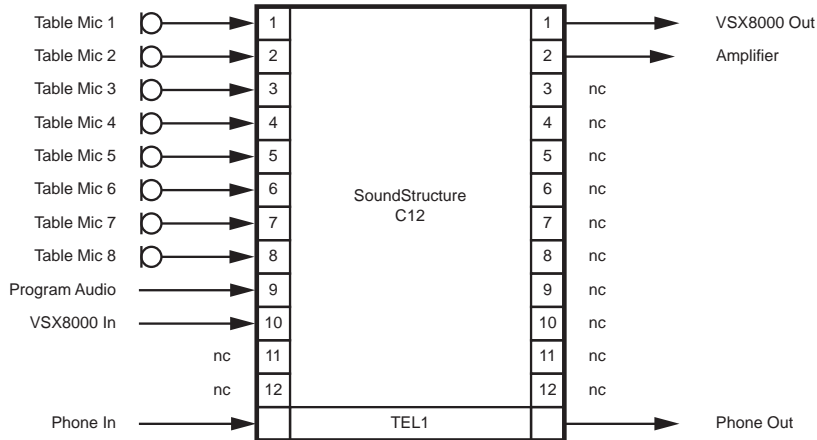 Table Mic 1 1 1 VSX8000 Out
Table Mic 2 2 2 Amplifier
Table Mic 3 3 3 nc
Table Mic 4 4 4 nc
Table Mic 5 5 5 nc
Table Mic 6 6 6 nc
SoundStructure
C12
Table Mic 7 7 7 nc
Table Mic 8 8 8 nc
Program Audio 9 9 nc
VSX8000 In 10 10 nc
nc 11 11 nc
nc 12 12 nc
Phone In TEL1 Phone Out